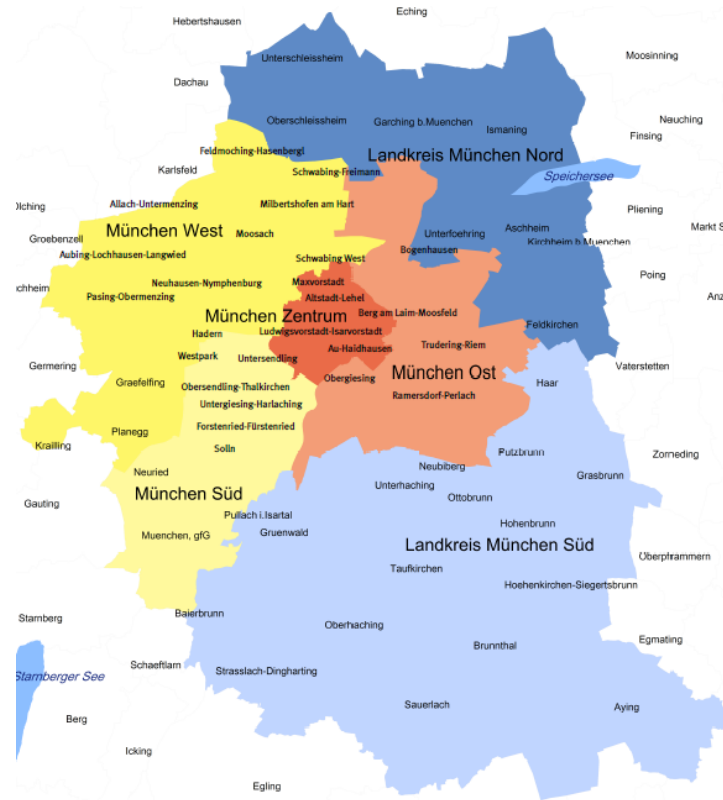 Eching
Hebertshausen
Unterschleissheim
Moosinning
Dachau
Oberschleissheim
Garching b.Muenchen
Ismaning
Neuching
Finsing
Feldmoching-Hasenbergl
Landkreis München Nord
Karlsfeld
Schwabing-Freimann
Speichersee
Allach-Untermenzing
Milbertshofen am Hart
Pliening
München West
Moosach
Unterfoehring
Aschheim
Markt S
Groebenzell
Kirchheim b.Muenchen
Aubing-Lochhausen-Langwied
Schwabing West
Bogenhausen
Poing
Neuhausen-Nymphenburg
Maxvorstadt
Pasing-Obermenzing
Altstadt-Lehel
Anz
München Zentrum
Berg am Laim-Moosfeld
Feldkirchen
Hadern
Ludwigsvorstadt-Isarvorstadt
Au-Haidhausen
Trudering-Riem
Westpark
Untersendling
Germering
Vaterstetten
München Ost
Obergiesing
Graefelfing
Obersendling-Thalkirchen
Haar
Ramersdorf-Perlach
Untergiesing-Harlaching
Planegg
Forstenried-Fürstenried
Krailling
Solln
Putzbrunn
Zorneding
Neuried
Neubiberg
Grasbrunn
Unterhaching
München Süd
Ottobrunn
Gauting
Pullach i.Isartal
Hohenbrunn
Muenchen, gfG
Gruenwald
Landkreis München Süd
Taufkirchen
Hoehenkirchen-Siegertsbrunn
Baierbrunn
Starnberg
Oberhaching
Egmating
Brunnthal
Schaeftlarn
Strasslach-Dingharting
Starnberger See
Sauerlach
Aying
Berg
Icking
Egling